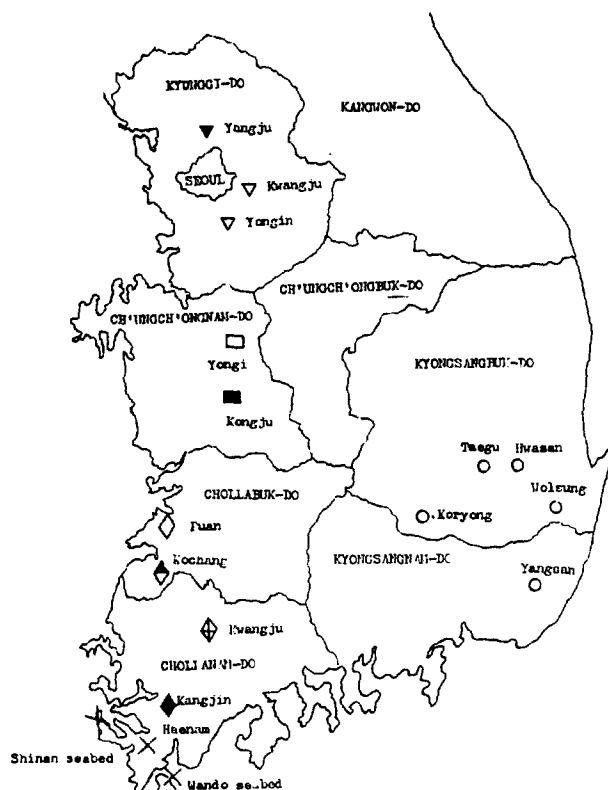 KYUNGGI-DO
KANGWON-DO
Yangju
SEOUL
Kwangju
Yongin
CH'UNGCH'ONGBUK-DO
CH'UNGCH'ONGNAM-DO
Yongi
KYONGSANGBUK-DO
Kongju
Taegu
Hwasan
CHOLLABUK-DO
Wolsung
Koryong
Puan
KYONGSANGNAM-DO
Kochang
Yangsan
Kwangju
CHOLLANAM-DO
Kangjin
Haenam
Shinan seabed
Wando seabed